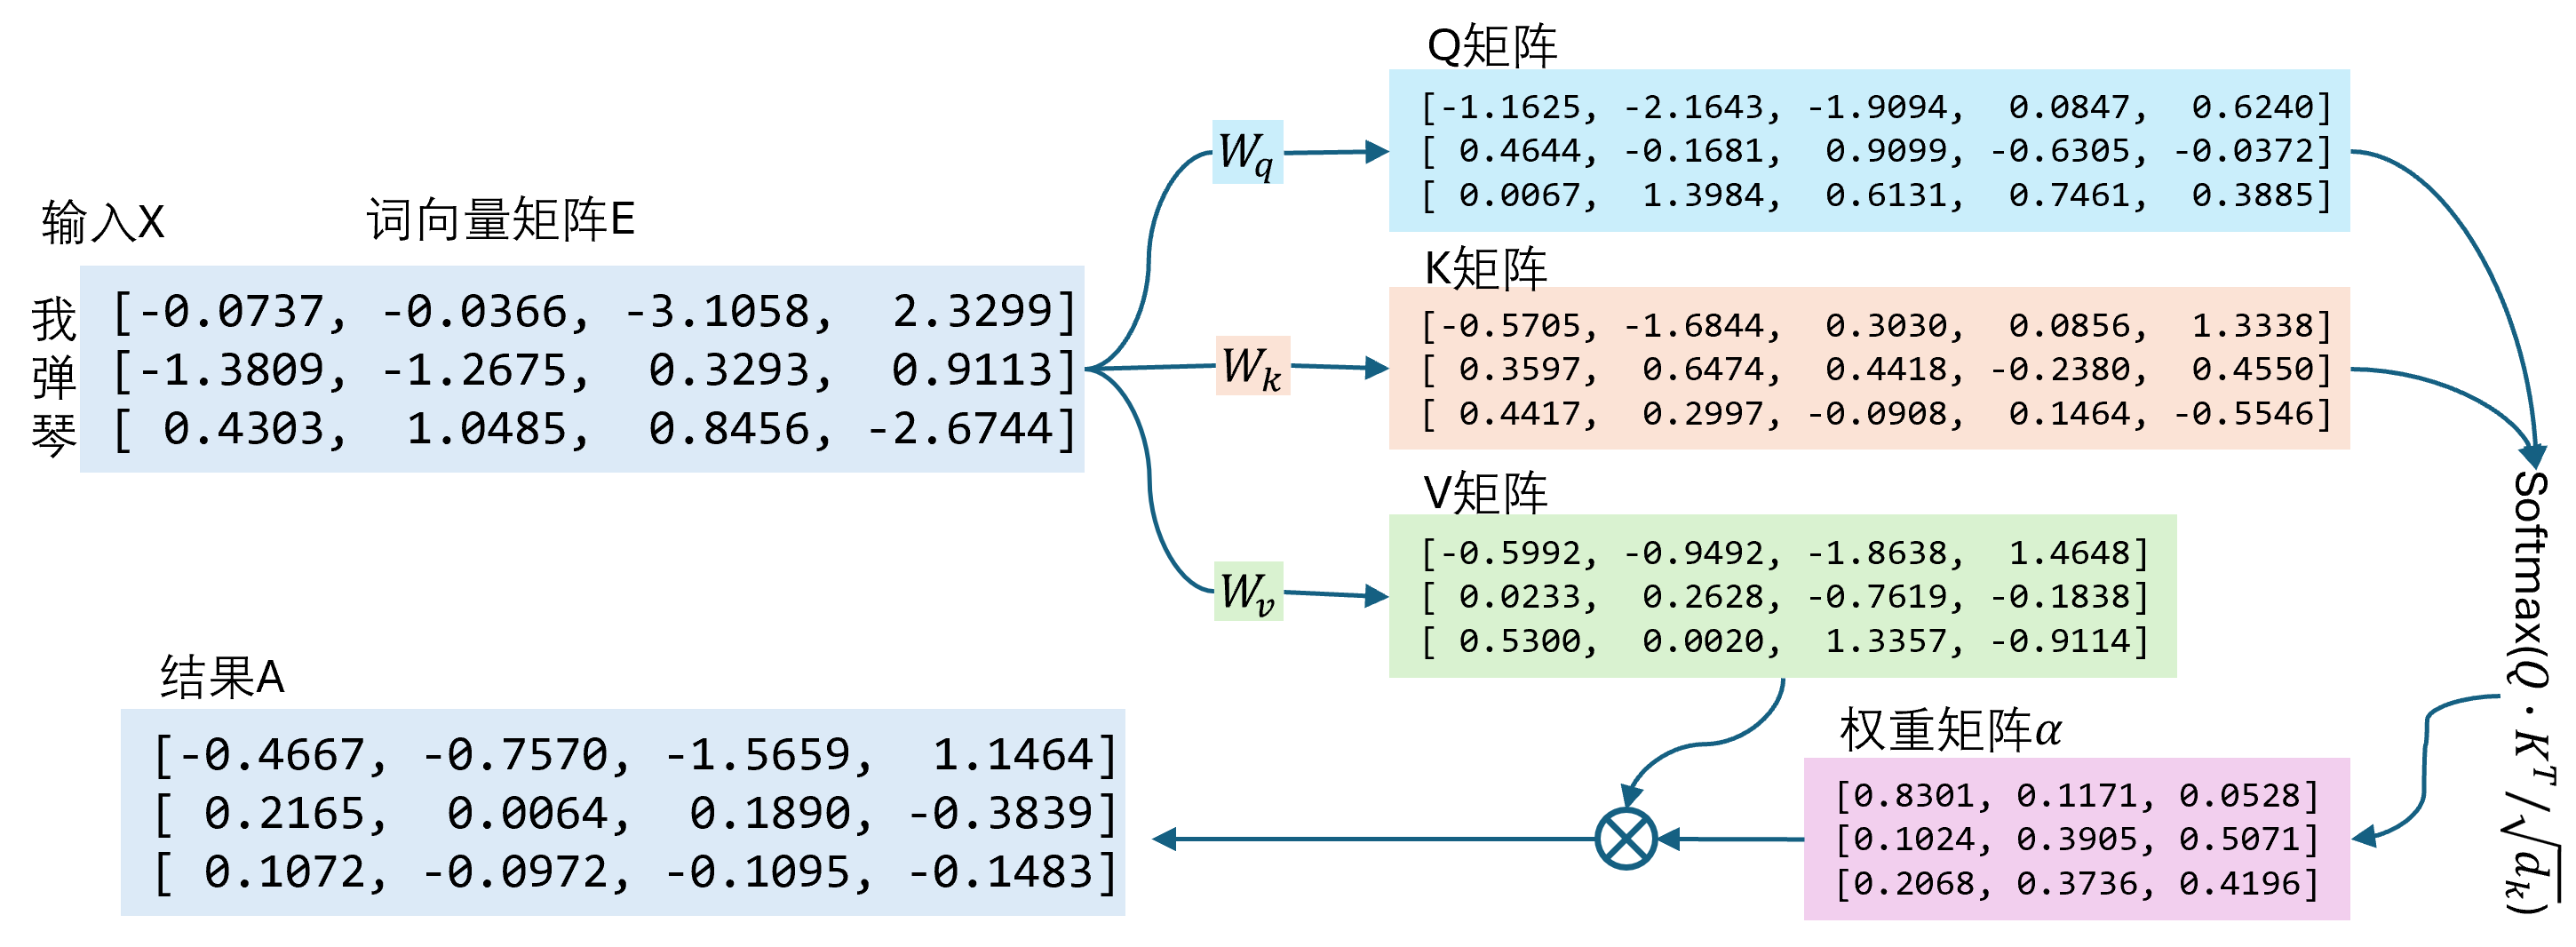 输入X
词向量矩阵E
我 [-0.0737, -0.0366, -3.1058, 2.3299]
弹 [-1.3809, -1.2675, 0.3293, 0.9113]
琴 [ 0.4303, 1.0485, 0.8456, -2.6744]
W_q
W_k
W_v
Q矩阵
[-1.1625, -2.1643, -1.9094, 0.0847, 0.6240]
[ 0.4644, -0.1681, 0.9099, -0.6305, -0.0372]
[ 0.0067, 1.3984, 0.6131, 0.7461, 0.3885]
K矩阵
[-0.5705, -1.6844, 0.3030, 0.0856, 1.3338]
[ 0.3597, 0.6474, 0.4418, -0.2380, 0.4550]
[ 0.4417, 0.2997, -0.0908, 0.1464, -0.5546]
V矩阵
[-0.5992, -0.9492, -1.8638, 1.4648]
[ 0.0233, 0.2628, -0.7619, -0.1838]
[ 0.5300, 0.0020, 1.3357, -0.9114]
Softmax(Q · K^T / √d_k)
权重矩阵α
[0.8301, 0.1171, 0.0528]
[0.1024, 0.3905, 0.5071]
[0.2068, 0.3736, 0.4196]
结果A
[-0.4667, -0.7570, -1.5659, 1.1464]
[ 0.2165, 0.0064, 0.1890, -0.3839]
[ 0.1072, -0.0972, -0.1095, -0.1483]